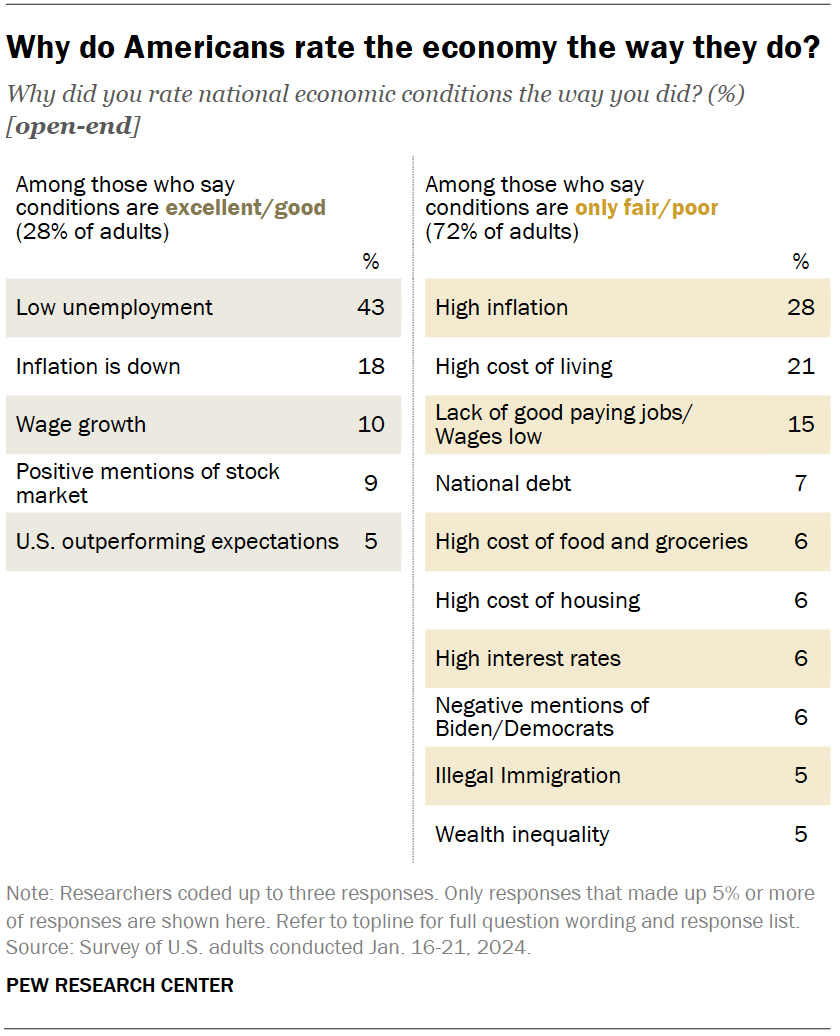 Why do Americans rate the economy the way they do?
Why did you rate national economic conditions the way you did? (%)
[open-end]
Among those who say
conditions are excellent/good
(28% of adults)
%
Low unemployment 43
Inflation is down 18
Wage growth 10
Positive mentions of stock
market 9
U.S. outperforming expectations 5
Among those who say
conditions are only fair/poor
(72% of adults)
%
High inflation 28
High cost of living 21
Lack of good paying jobs/
Wages low 15
National debt 7
High cost of food and groceries 6
High cost of housing 6
High interest rates 6
Negative mentions of
Biden/Democrats 6
Illegal Immigration 5
Wealth inequality 5
Note: Researchers coded up to three responses. Only responses that made up 5% or more
of responses are shown here. Refer to topline for full question wording and response list.
Source: Survey of U.S. adults conducted Jan. 16-21, 2024.
PEW RESEARCH CENTER